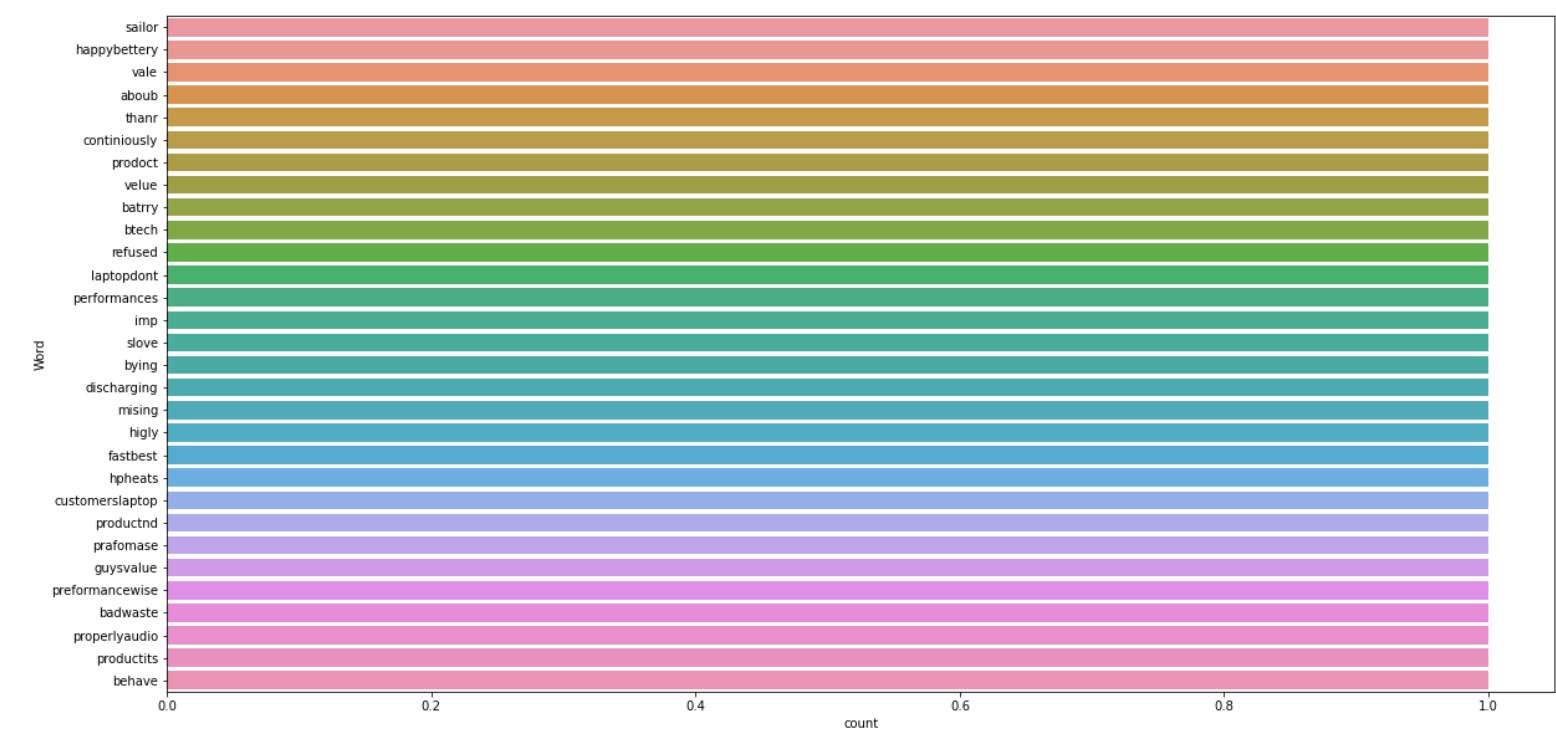 sailor
happybettery
vale
aboub
thanr
continiously
prodoct
velue
batrry
btech
refused
laptopdont
performances
imp
slove
bying
discharging
mising
higly
fastbest
hpheats
customerslaptop
productnd
prafomase
guysvalue
preformancewise
badwaste
properlyaudio
productits
behave
Word
0.0 0.2 0.4 0.6 0.8 1.0
count